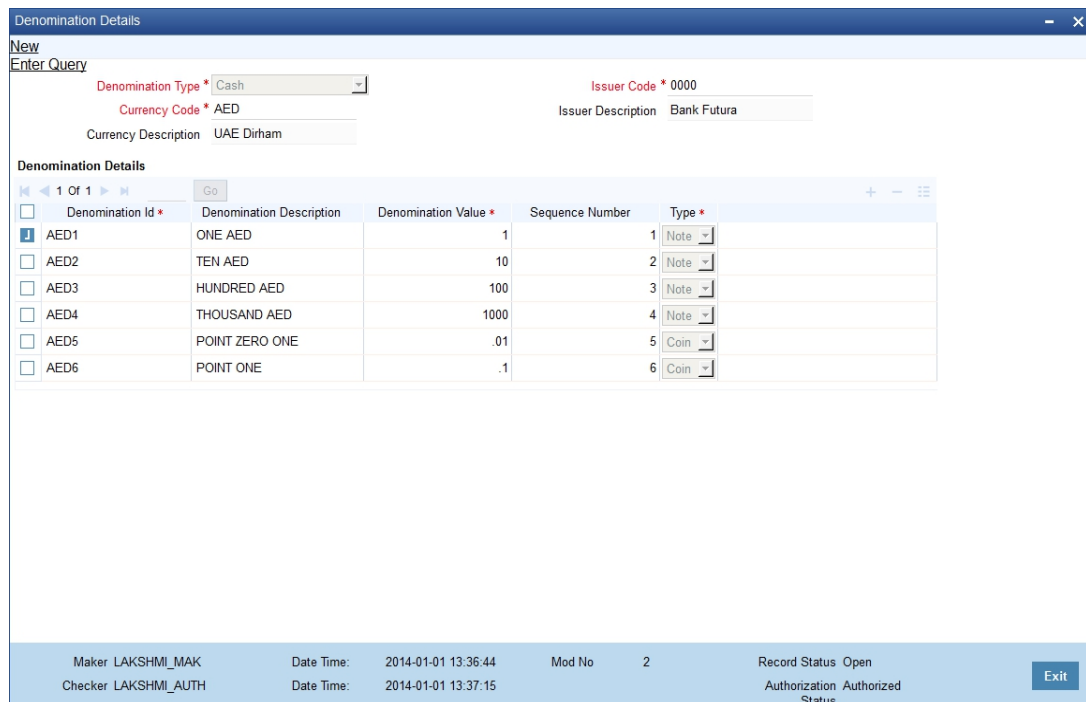 Denomination Details
New
Enter Query
Denomination Type * Cash
Issuer Code * 0000
Currency Code * AED
Issuer Description Bank Futura
Currency Description UAE Dirham
Denomination Details
1 Of 1 Go
Denomination Id * Denomination Description Denomination Value * Sequence Number Type *
AED1 ONE AED 1 1 Note
AED2 TEN AED 10 2 Note
AED3 HUNDRED AED 100 3 Note
AED4 THOUSAND AED 1000 4 Note
AED5 POINT ZERO ONE .01 5 Coin
AED6 POINT ONE .1 6 Coin
Maker LAKSHMI_MAK Date Time: 2014-01-01 13:36:44 Mod No 2 Record Status Open
Checker LAKSHMI_AUTH Date Time: 2014-01-01 13:37:15 Authorization Authorized
Status
Exit